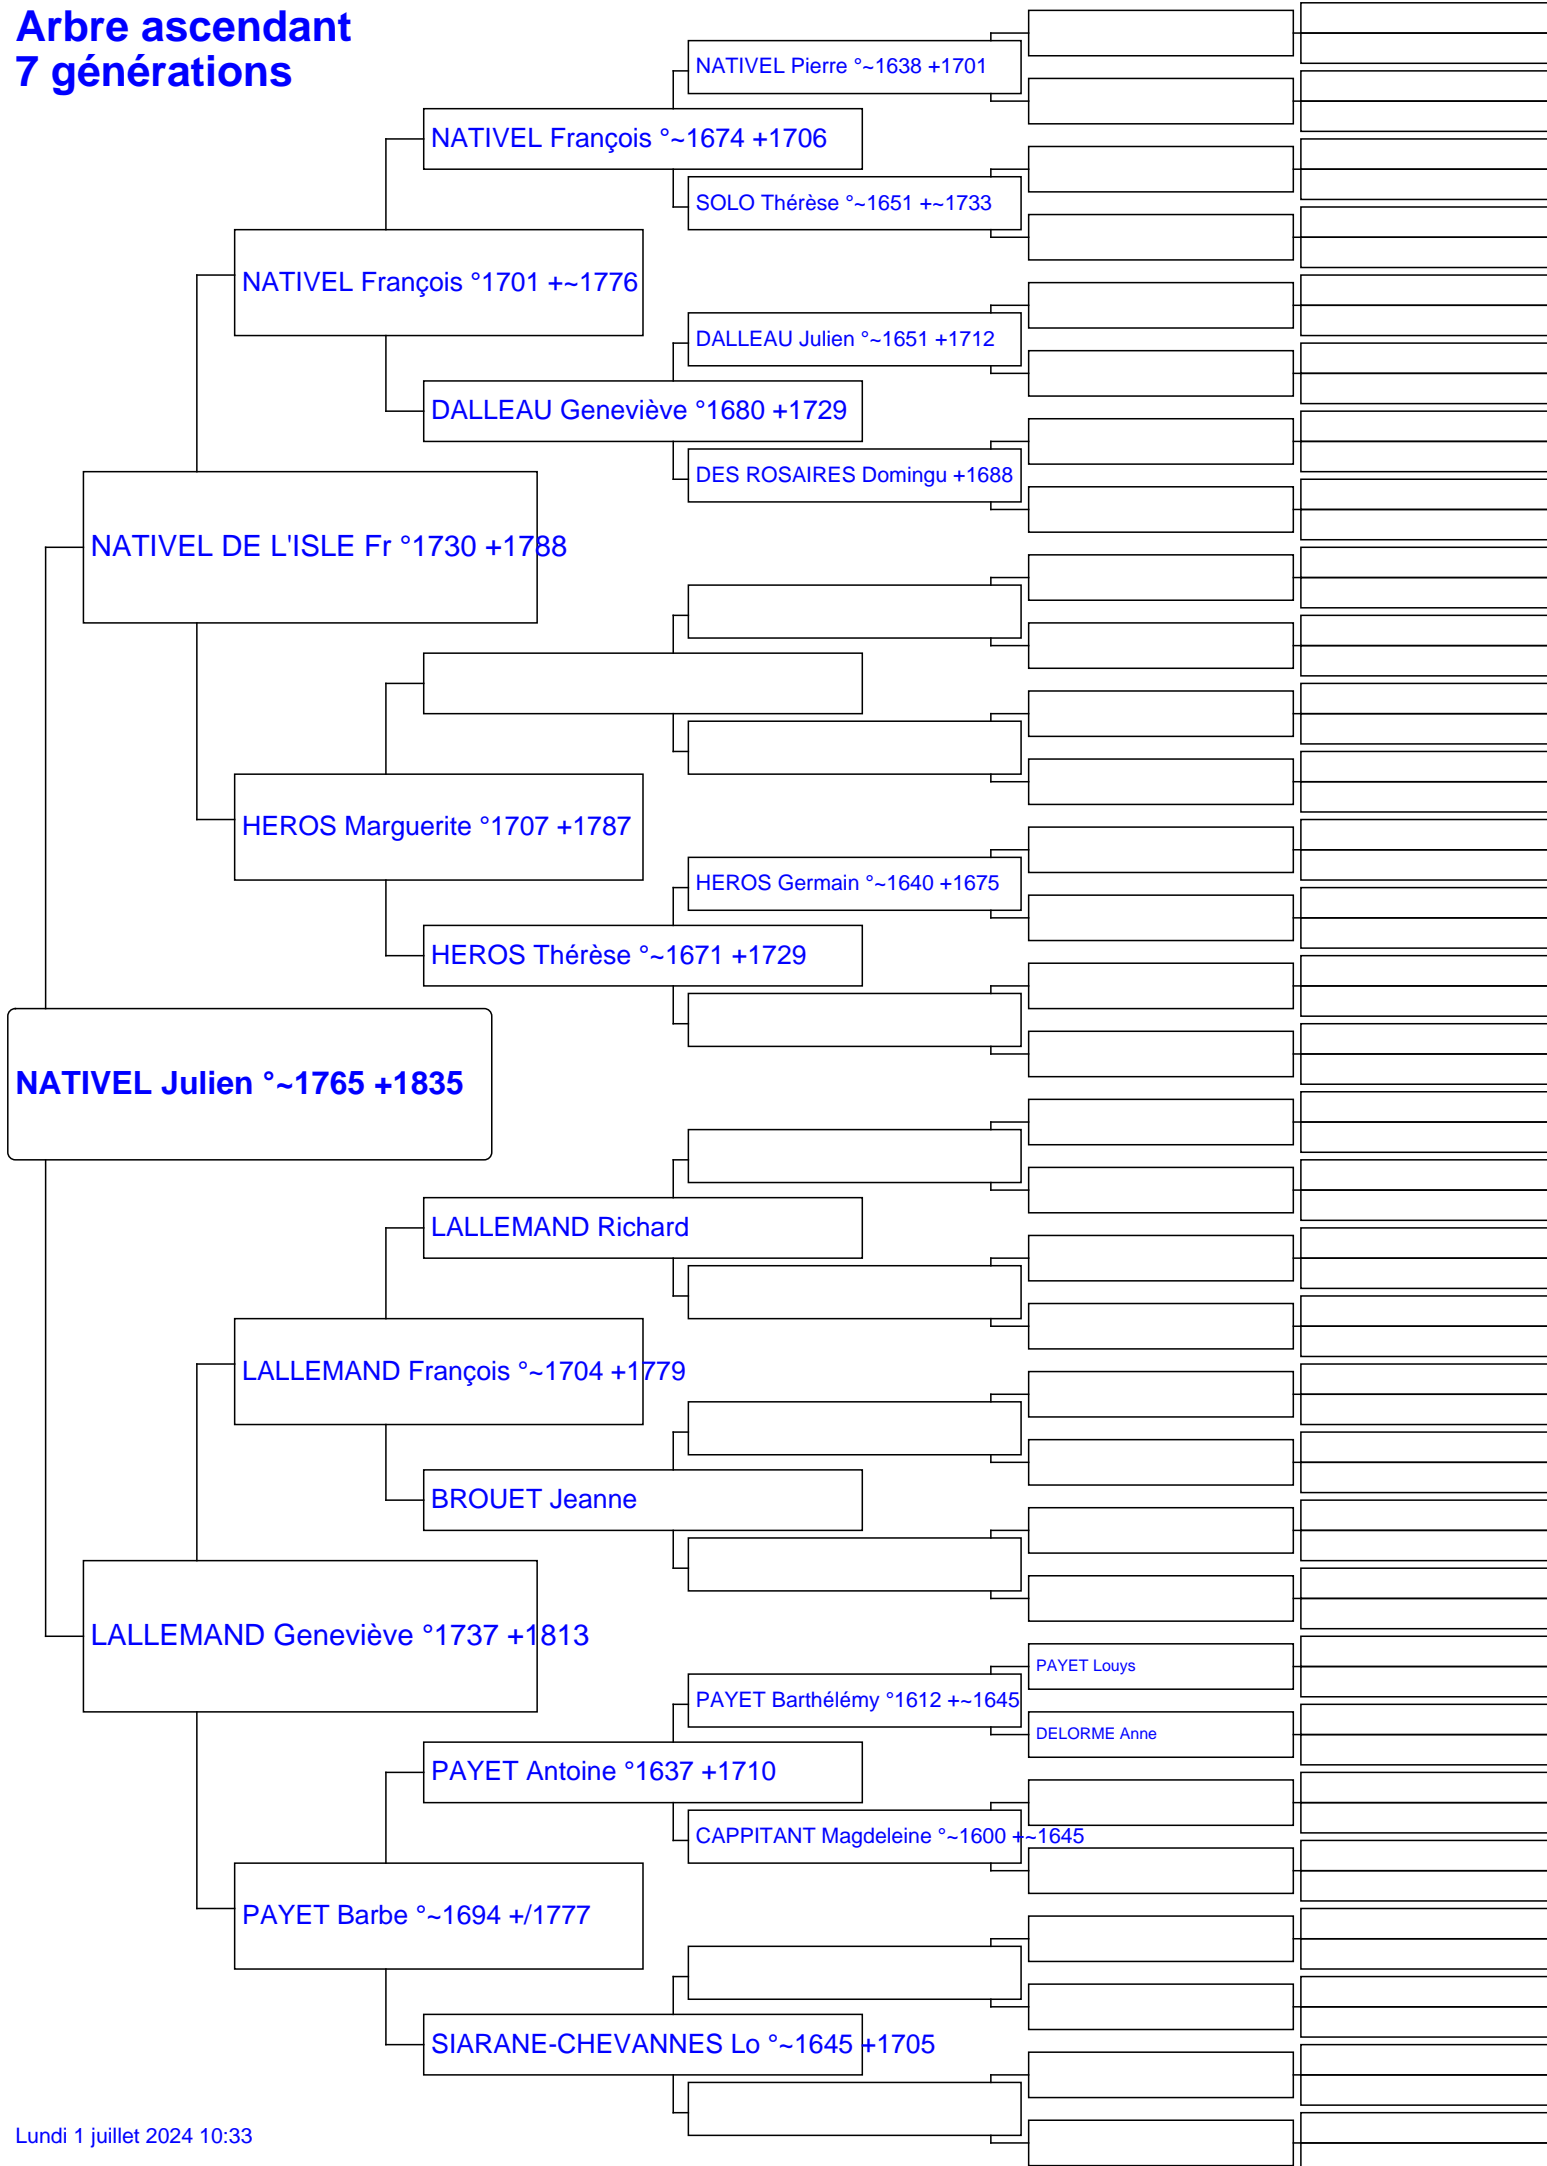 Arbre ascendant
7 générations
NATIVEL Pierre °~1638 +1701
NATIVEL François °~1674 +1706
SOLO Thérèse °~1651 +~1733
NATIVEL François °1701 +~1776
DALLEAU Julien °~1651 +1712
DALLEAU Geneviève °1680 +1729
DES ROSAIRES Domingu +1688
NATIVEL DE L'ISLE Fr °1730 +1788
HEROS Marguerite °1707 +1787
HEROS Germain °~1640 +1675
HEROS Thérèse °~1671 +1729
NATIVEL Julien °~1765 +1835
LALLEMAND Richard
LALLEMAND François °~1704 +1779
BROUET Jeanne
LALLEMAND Geneviève °1737 +1813
PAYET Louys
PAYET Barthélémy °1612 +~1645
DELORME Anne
PAYET Antoine °1637 +1710
CAPPITANT Magdeleine °~1600 +~1645
PAYET Barbe °~1694 +/1777
SIARANE-CHEVANNES Lo °~1645 +1705
Lundi 1 juillet 2024 10:33